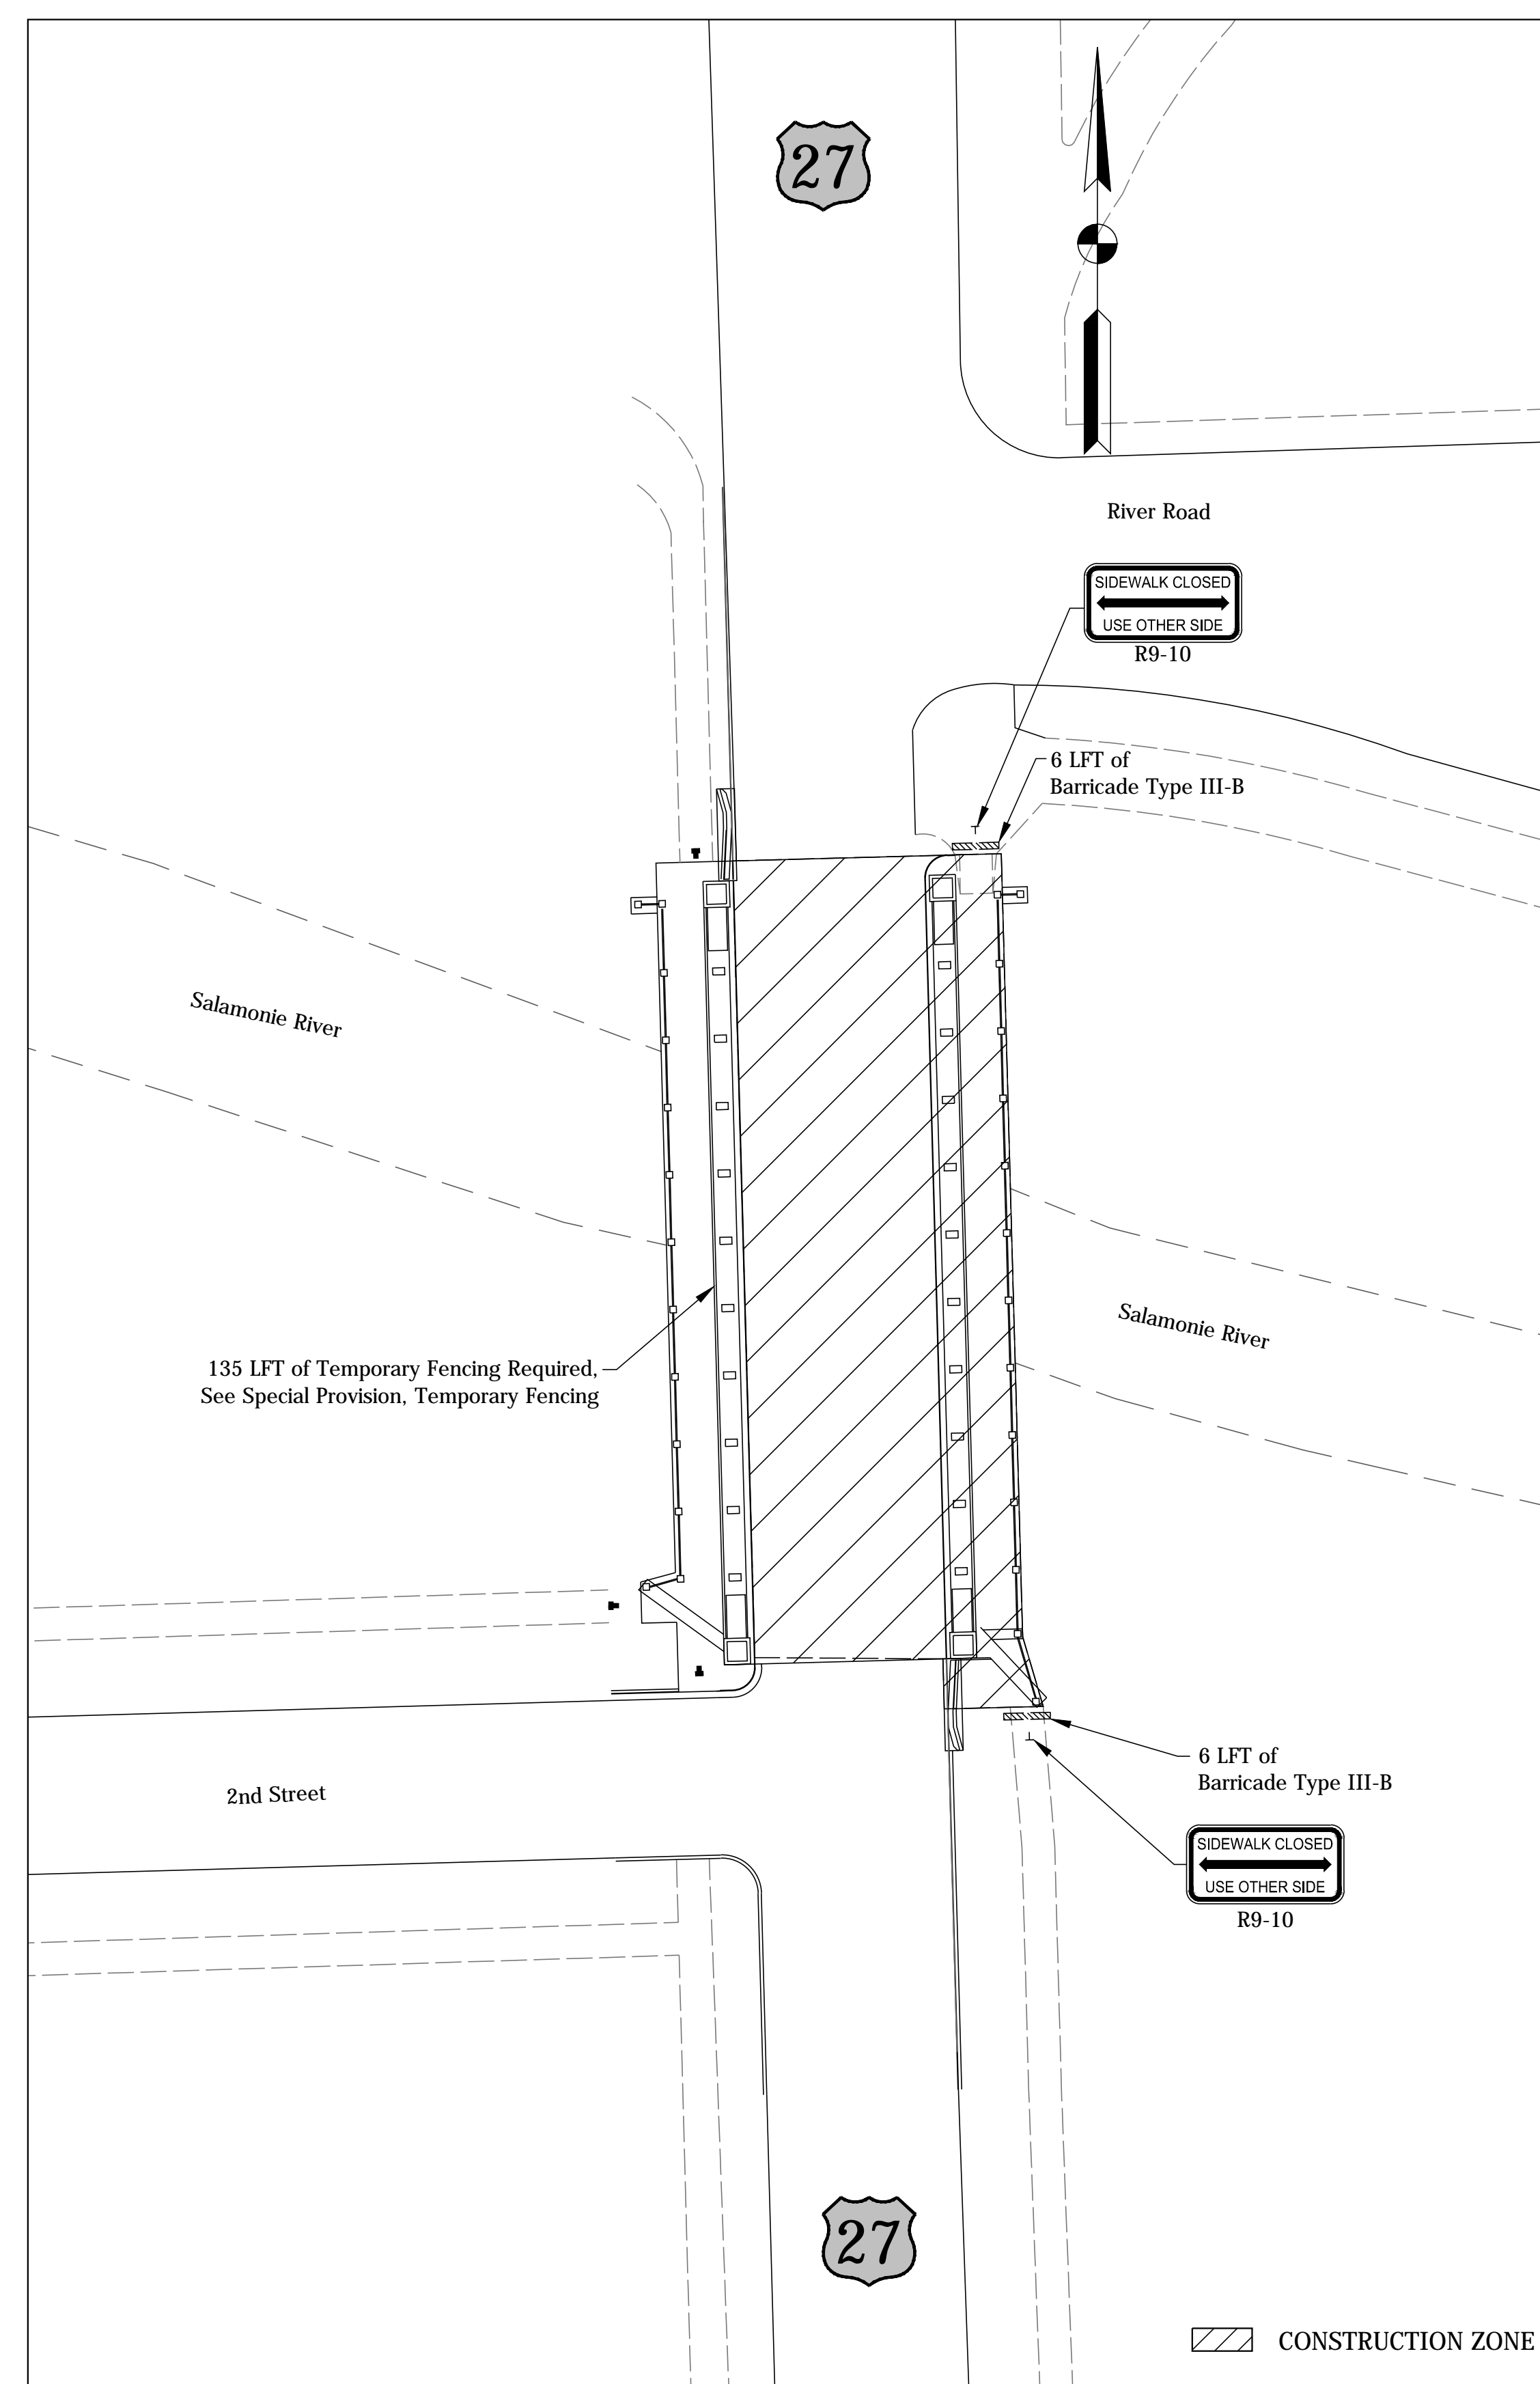 27
River Road
SIDEWALK CLOSED
USE OTHER SIDE
R9-10
6 LFT of
Barricade Type III-B
Salamonie River
Salamonie River
135 LFT of Temporary Fencing Required,
See Special Provision, Temporary Fencing
6 LFT of
Barricade Type III-B
2nd Street
SIDEWALK CLOSED
USE OTHER SIDE
R9-10
27
CONSTRUCTION ZONE